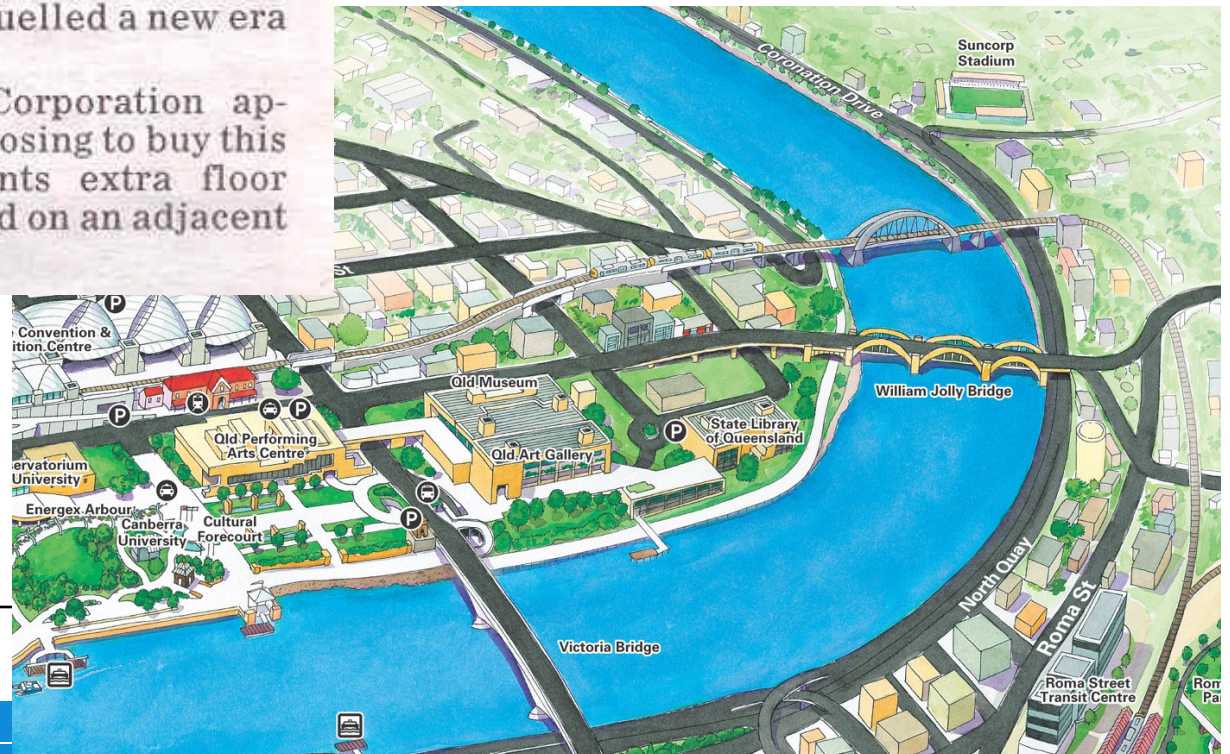 uelled a new era
Corporation ap-
osing to buy this
nts extra floor
d on an adjacent
Coronation Drive
Suncorp
Stadium
St
Convention &
ition Centre
P
William Jolly Bridge
Qld Museum
State Library
of Queensland
P
Qld Art Gallery
P
P
Qld Performing
Arts Centre
servatorium
University
Energex Arbour
Canberra
University
Cultural
Forecourt
P
North Quay
Roma St
Victoria Bridge
Roma Street
Transit Centre
Rom
Pa